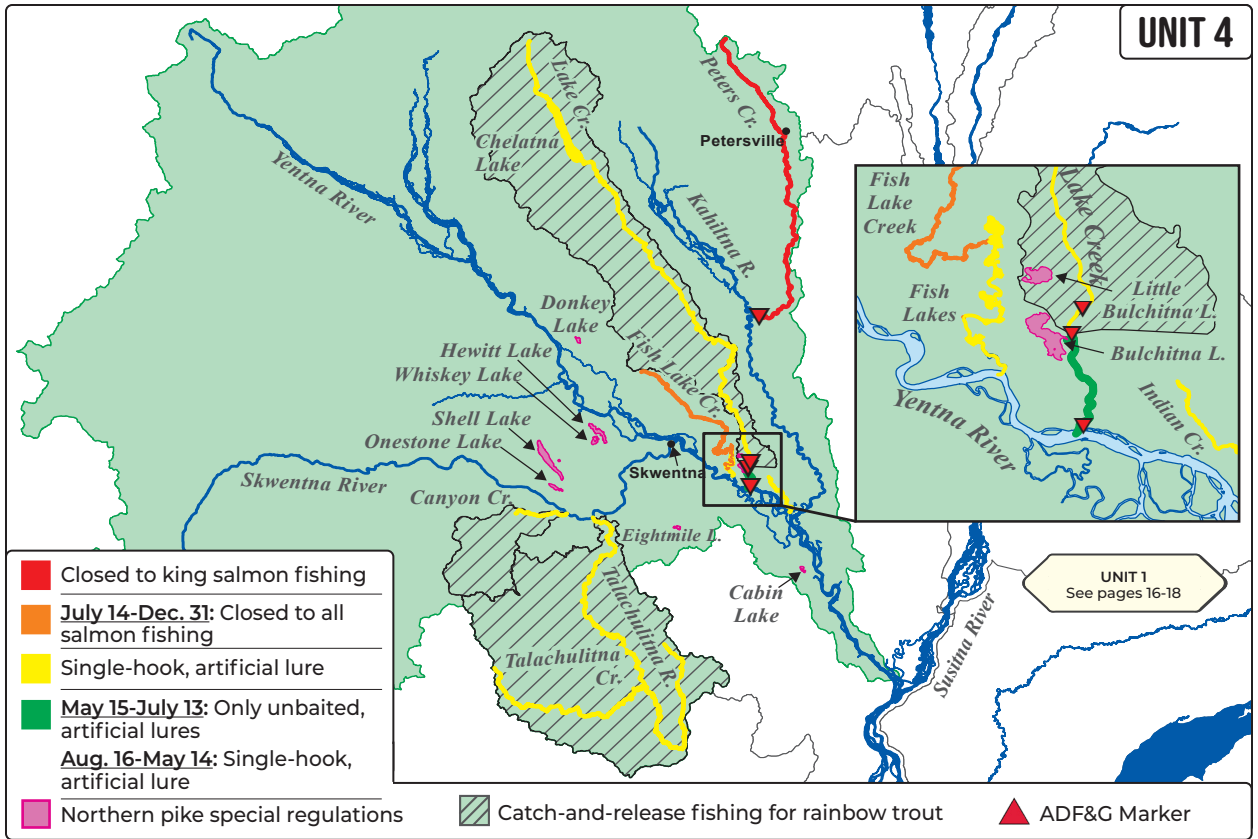 UNIT 4
Peters Cr.
Lake Cr.
Petersville
Chelatna
Lake
Yentna River
Kahiltna R.
Fish
Lake
Creek
Lake Creek
Little
Bulchitna L.
Fish
Lakes
Bulchitna L.
Yentna River
Indian Cr.
Donkey
Lake
Hewitt Lake
Whiskey Lake
Fish Lake Cr.
Shell Lake
Onestone Lake
Skwentna
Skwentna River
Canyon Cr.
Eightmile L.
Cabin
Lake
Talachulitna R.
Talachulitna
Cr.
Susitna River
UNIT 1
See pages 16-18
Closed to king salmon fishing
July 14-Dec. 31: Closed to all
salmon fishing
Single-hook, artificial lure
May 15-July 13: Only unbaited,
artificial lures
Aug. 16-May 14: Single-hook,
artificial lure
Northern pike special regulations
Catch-and-release fishing for rainbow trout
ADF&G Marker